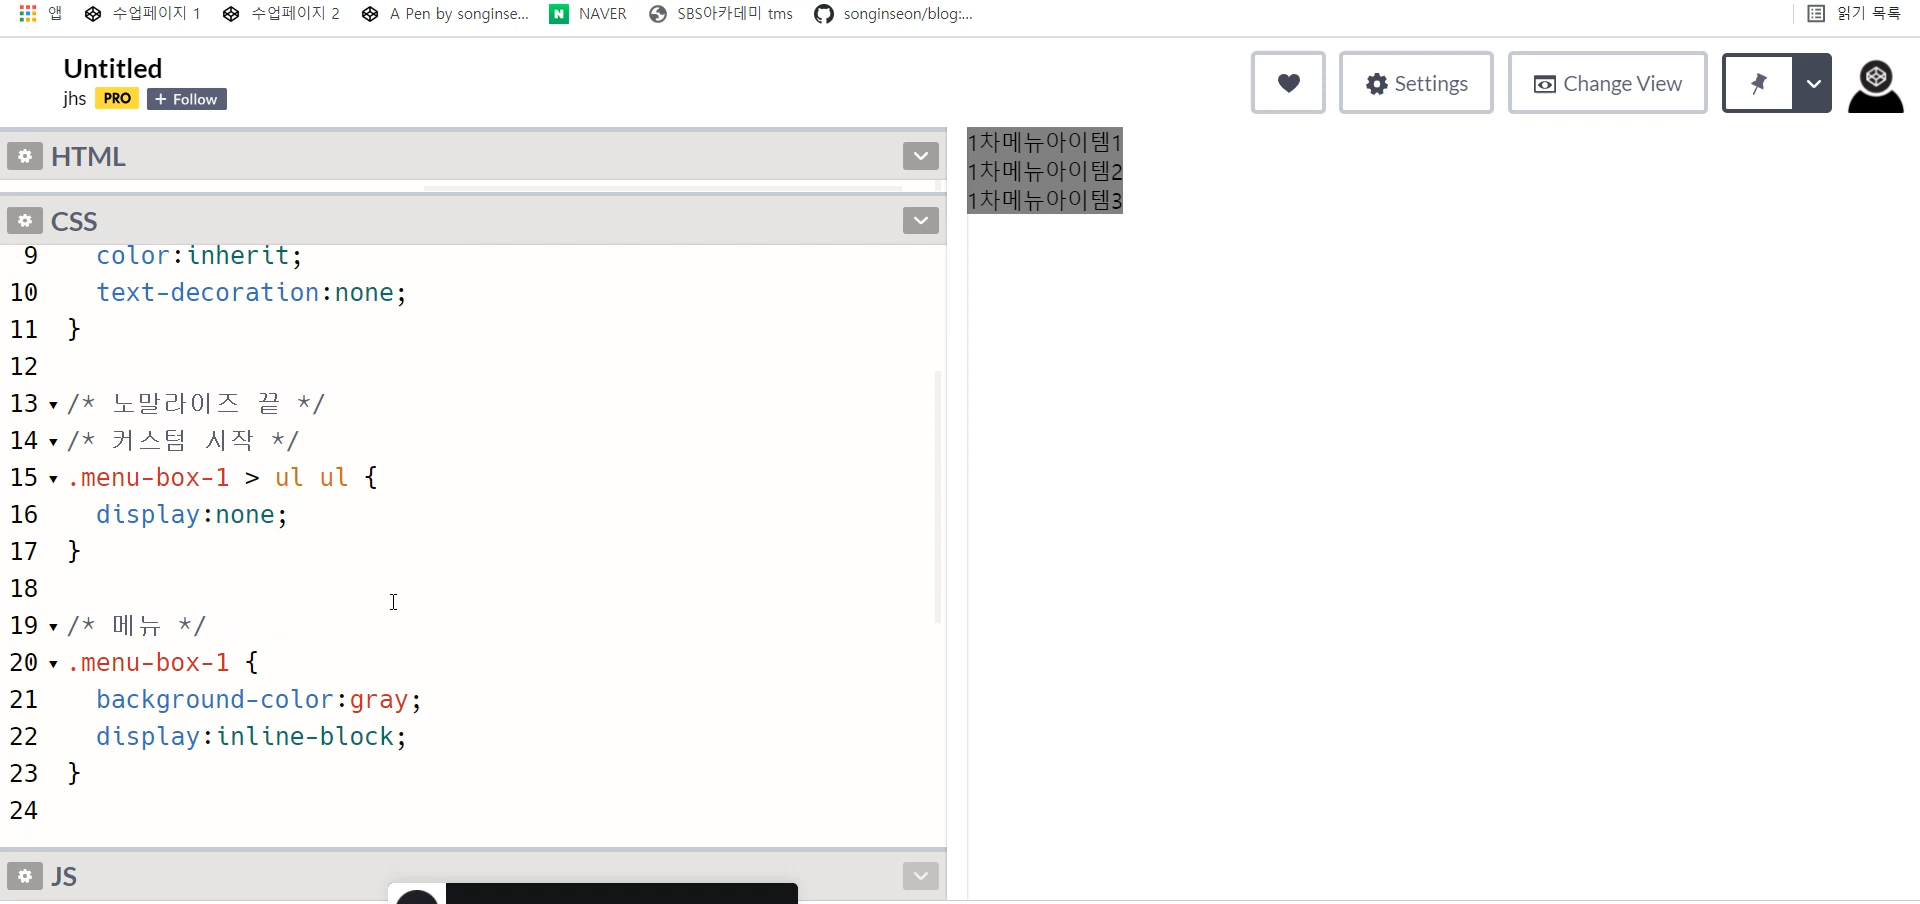 앱 수업페이지 1 수업페이지 2 A Pen by songinse... N NAVER SBS아카데미 tms songinseon/blog:... 읽기 목록
Untitled
jhs PRO + Follow
Settings Change View
HTML
CSS
9 color:inherit;
10 text-decoration:none;
11 }
12
13 /* 노말라이즈 끝 */
14 /* 커스텀 시작 */
15 .menu-box-1 > ul ul {
16 display:none;
17 }
18
19 /* 메뉴 */
20 .menu-box-1 {
21 background-color:gray;
22 display:inline-block;
23 }
24
JS
1차메뉴아이템1
1차메뉴아이템2
1차메뉴아이템3